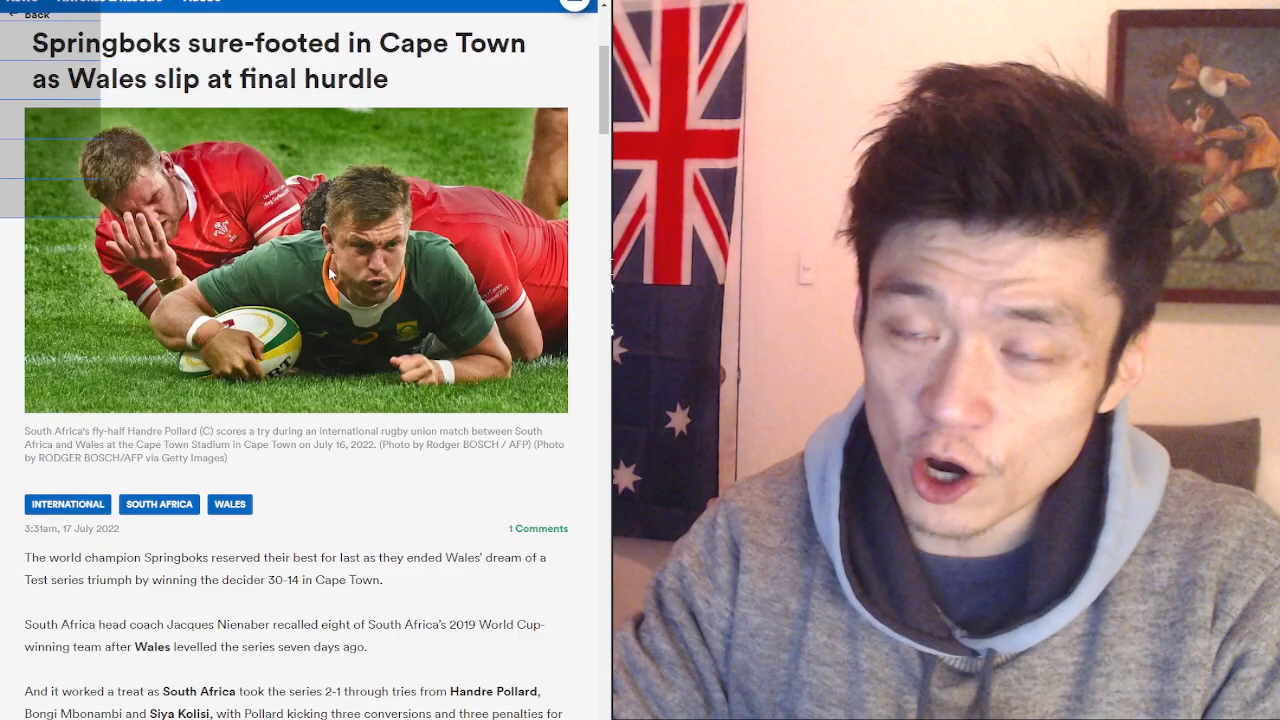 Back
Springboks sure-footed in Cape Town
as Wales slip at final hurdle
South Africa's fly-half Handre Pollard (C) scores a try during an international rugby union match between South
Africa and Wales at the Cape Town Stadium in Cape Town on July 16, 2022. (Photo by Rodger BOSCH / AFP) (Photo
by RODGER BOSCH/AFP via Getty Images)
INTERNATIONAL
SOUTH AFRICA
WALES
3:31am, 17 July 2022
1 Comments
The world champion Springboks reserved their best for last as they ended Wales' dream of a
Test series triumph by winning the decider 30-14 in Cape Town.
South Africa head coach Jacques Nienaber recalled eight of South Africa's 2019 World Cup-
winning team after Wales levelled the series seven days ago.
And it worked a treat as South Africa took the series 2-1 through tries from Handre Pollard,
Bongi Mbonambi and Siya Kolisi, with Pollard kicking three conversions and three penalties for